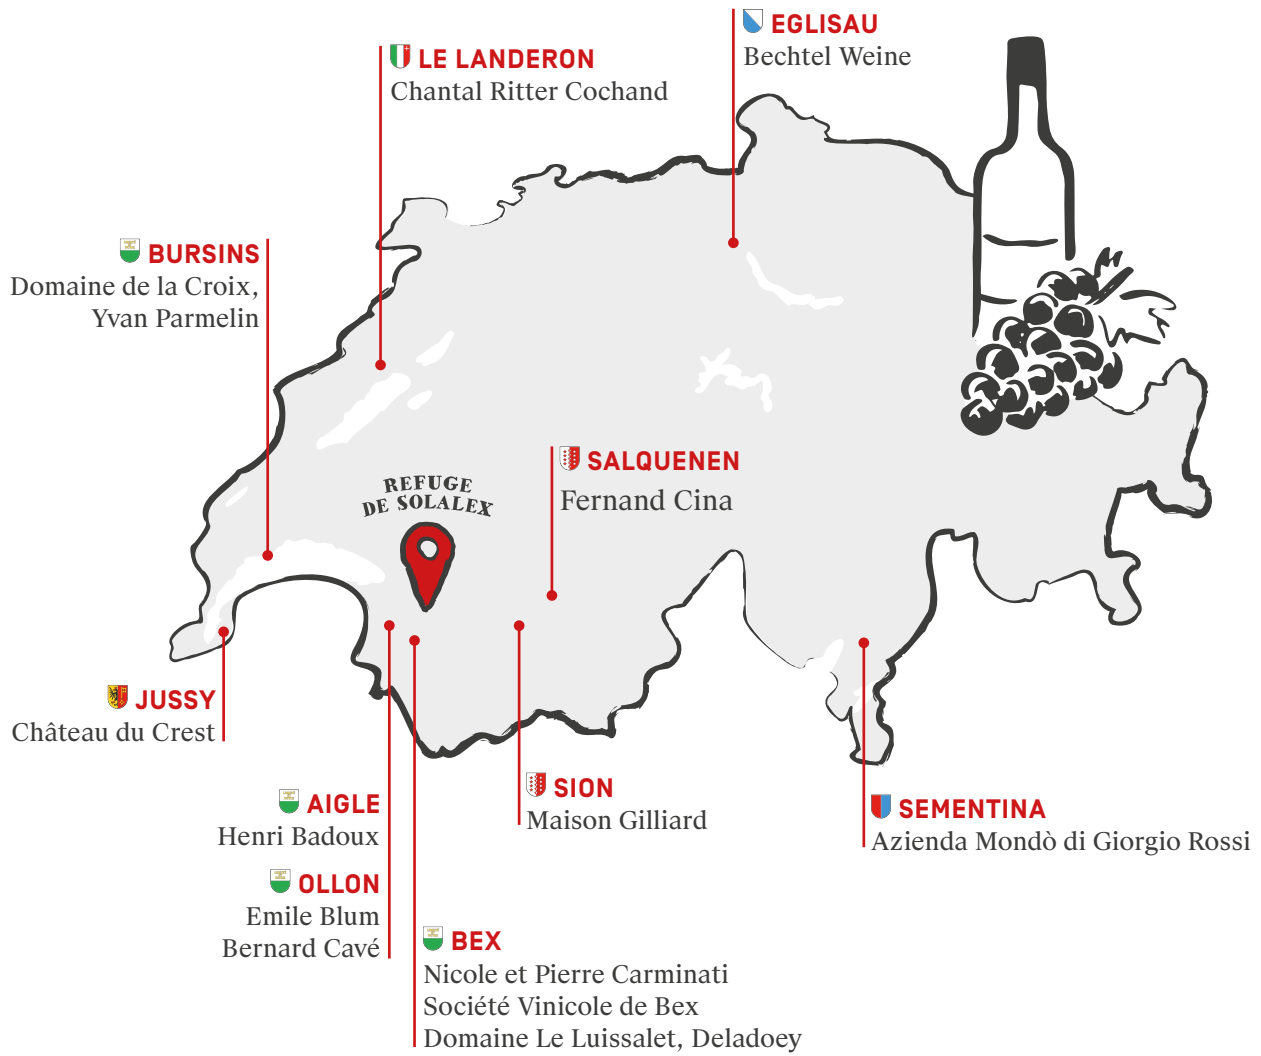 EGLISAU
Bechtel Weine
LE LANDERON
Chantal Ritter Cochand
BURSINS
Domaine de la Croix,
Yvan Parmelin
SALQUENEN
Fernand Cina
REFUGE
DE SOLALEX
JUSSY
Château du Crest
SION
Maison Gilliard
AIGLE
Henri Badoux
SEMENTINA
Azienda Mondò di Giorgio Rossi
OLLON
Emile Blum
Bernard Cavé
BEX
Nicole et Pierre Carminati
Société Vinicole de Bex
Domaine Le Luissalet, Deladoey